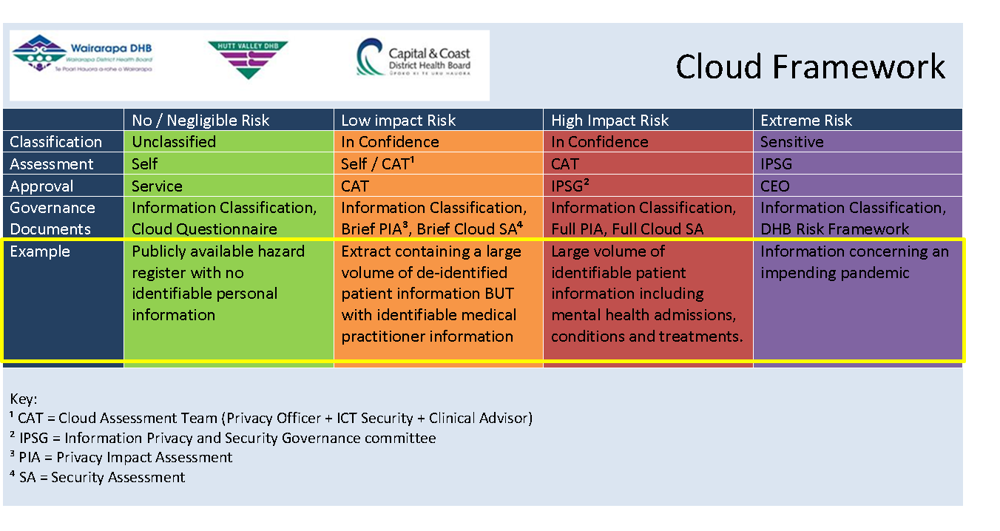 Wairarapa DHB
Wairarapa District Health Board
Te Poari Hauora a-rohe o Wairarapa
HUTT VALLEY DHB
Capital & Coast
District Health Board
ŪPOKO KI TE URU HAUORA
Cloud Framework
No / Negligible Risk
Low impact Risk
High Impact Risk
Extreme Risk
Classification
Unclassified
In Confidence
In Confidence
Sensitive
Assessment
Self
Self / CAT¹
CAT
IPSG
Approval
Service
CAT
IPSG²
CEO
Governance
Documents
Information Classification,
Cloud Questionnaire
Information Classification,
Brief PIA³, Brief Cloud SA⁴
Information Classification,
Full PIA, Full Cloud SA
Information Classification,
DHB Risk Framework
Example
Publicly available hazard
register with no
identifiable personal
information
Extract containing a large
volume of de-identified
patient information BUT
with identifiable medical
practitioner information
Large volume of
identifiable patient
information including
mental health admissions,
conditions and treatments.
Information concerning an
impending pandemic
Key:
¹ CAT = Cloud Assessment Team (Privacy Officer + ICT Security + Clinical Advisor)
² IPSG = Information Privacy and Security Governance committee
³ PIA = Privacy Impact Assessment
⁴ SA = Security Assessment